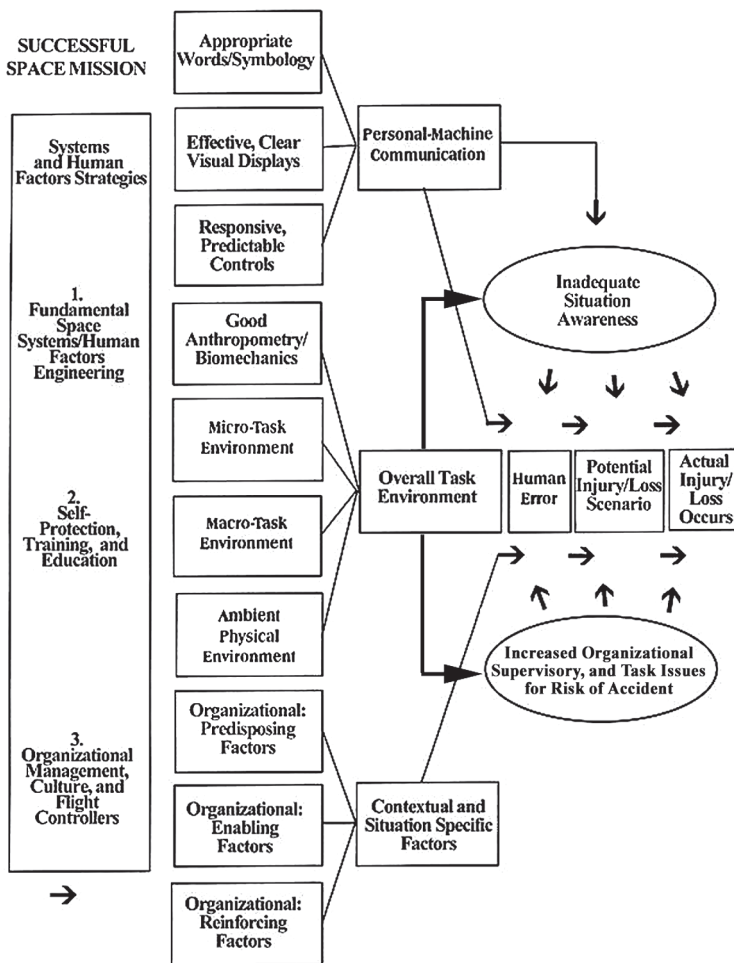 SUCCESSFUL
SPACE MISSION
Systems
and Human
Factors Strategies
1.
Fundamental
Space
Systems/Human
Factors
Engineering
2.
Self-
Protection,
Training, and
Education
3.
Organizational
Management,
Culture, and
Flight
Controllers
Appropriate
Words/Symbology
Effective, Clear
Visual Displays
Responsive,
Predictable
Controls
Good
Anthropometry/
Biomechanics
Micro-Task
Environment
Macro-Task
Environment
Ambient
Physical
Environment
Organizational:
Predisposing
Factors
Organizational:
Enabling
Factors
Organizational:
Reinforcing
Factors
Personal-Machine
Communication
Overall Task
Environment
Contextual and
Situation Specific
Factors
Inadequate
Situation
Awareness
Human
Error
Potential
Injury/Loss
Scenario
Actual
Injury/
Loss
Occurs
Increased Organizational
Supervisory, and Task Issues
for Risk of Accident